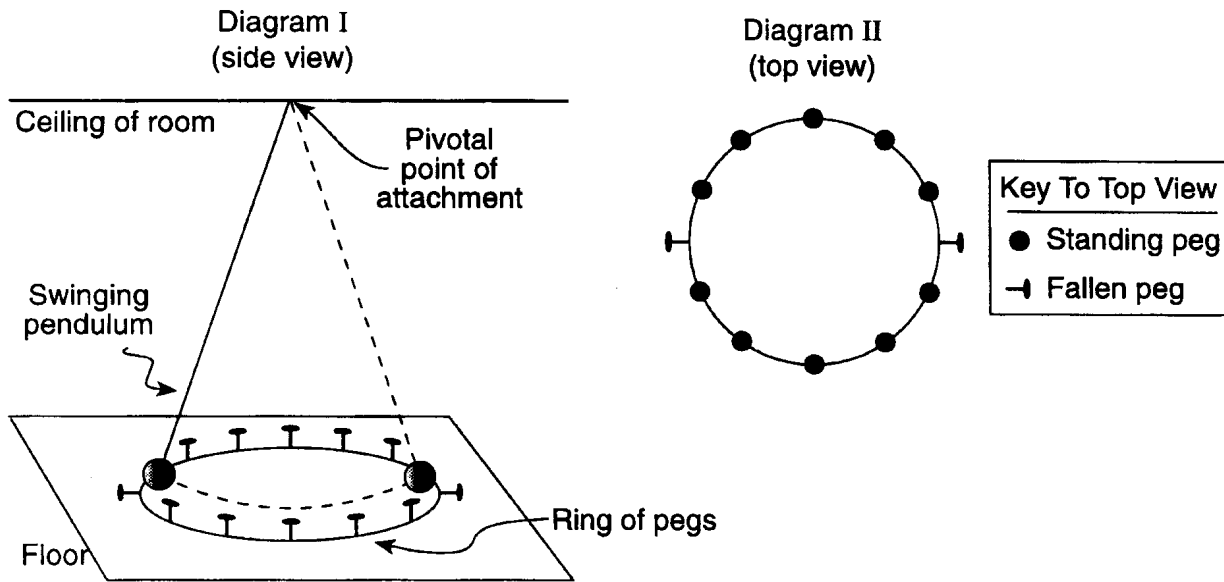 Diagram I
(side view)
Ceiling of room
Pivotal
point of
attachment
Swinging
pendulum
Floor
Ring of pegs
Diagram II
(top view)
Key To Top View
Standing peg
Fallen peg